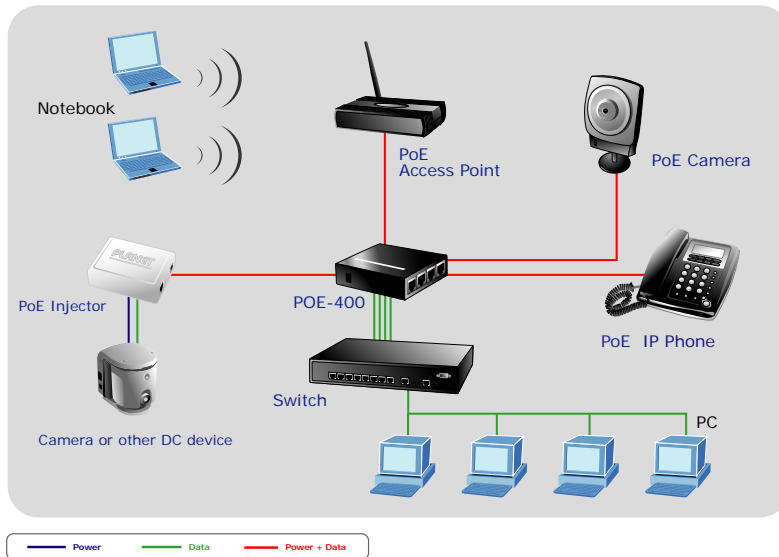 Notebook
PoE
Access Point
PoE Camera
PLANET
PoE Injector
POE-400
PoE IP Phone
Switch
Camera or other DC device
PC
Power
Data
Power + Data